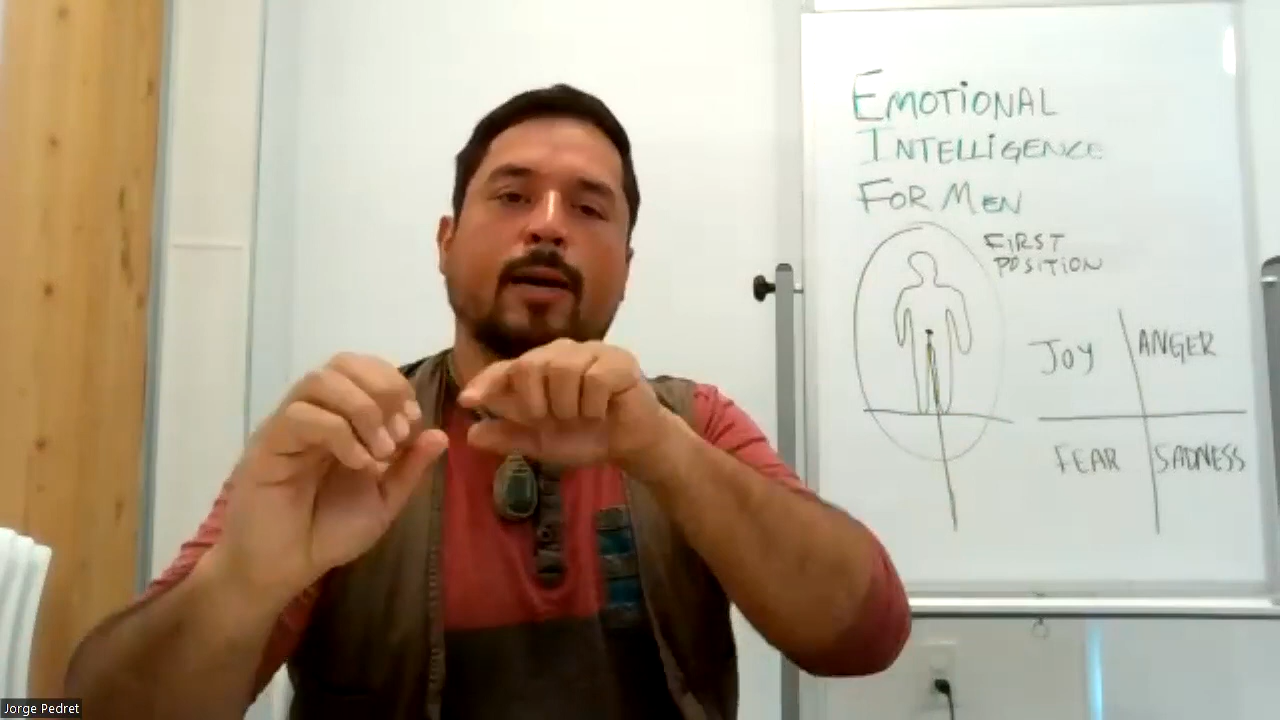 EMOTIONAL
INTELLIGENCE
FOR MEN
FIRST
POSITION
JOY
ANGER
FEAR
SADNESS
Jorge Pedret